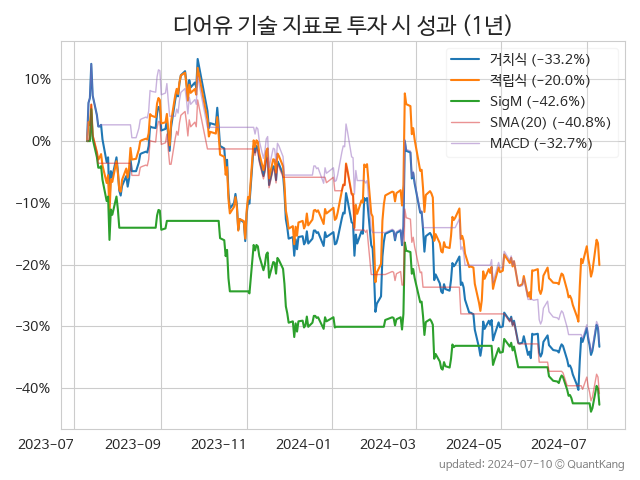 디어유 기술 지표로 투자 시 성과 (1년)
거치식 (−33.2%)
적립식 (−20.0%)
SigM (−42.6%)
SMA(20) (−40.8%)
MACD (−32.7%)
10%
0%
−10%
−20%
−30%
−40%
2023-07 2023-09 2023-11 2024-01 2024-03 2024-05 2024-07
updated: 2024-07-10 © QuantKang